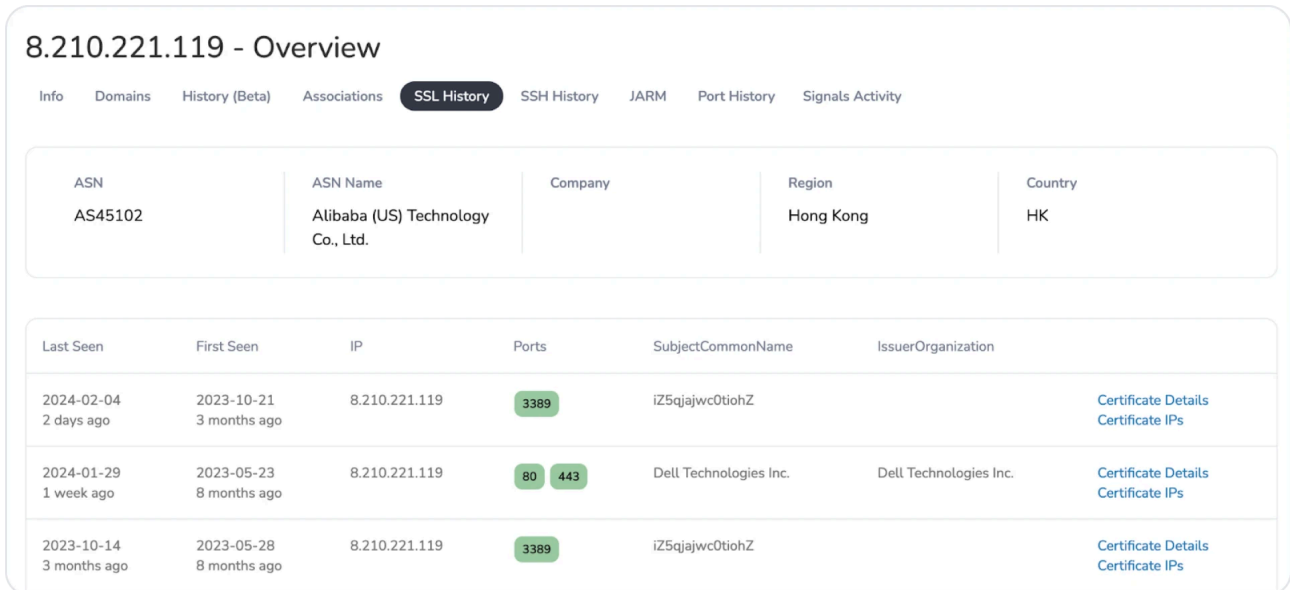 8.210.221.119 - Overview
Info Domains History (Beta) Associations SSL History SSH History JARM Port History Signals Activity
ASN ASN Name Company Region Country
AS45102 Alibaba (US) Technology Hong Kong HK
Co., Ltd.
Last Seen First Seen IP Ports SubjectCommonName IssuerOrganization
2024-02-04 2023-10-21 8.210.221.119 3389 iZ5qjajwc0tiohZ Certificate Details
2 days ago 3 months ago Certificate IPs
2024-01-29 2023-05-23 8.210.221.119 80 443 Dell Technologies Inc. Dell Technologies Inc. Certificate Details
1 week ago 8 months ago Certificate IPs
2023-10-14 2023-05-28 8.210.221.119 3389 iZ5qjajwc0tiohZ Certificate Details
3 months ago 8 months ago Certificate IPs